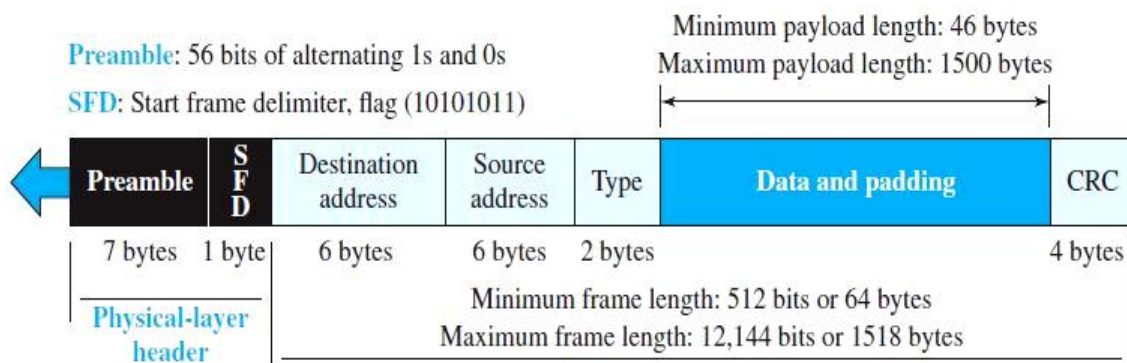 Minimum payload length: 46 bytes
Preamble: 56 bits of alternating 1s and 0s
Maximum payload length: 1500 bytes
SFD: Start frame delimiter, flag (10101011)
Preamble
S
F
D
Destination
address
Source
address
Type
Data and padding
CRC
7 bytes 1 byte 6 bytes 6 bytes 2 bytes 4 bytes
Physical-layer
header
Minimum frame length: 512 bits or 64 bytes
Maximum frame length: 12,144 bits or 1518 bytes